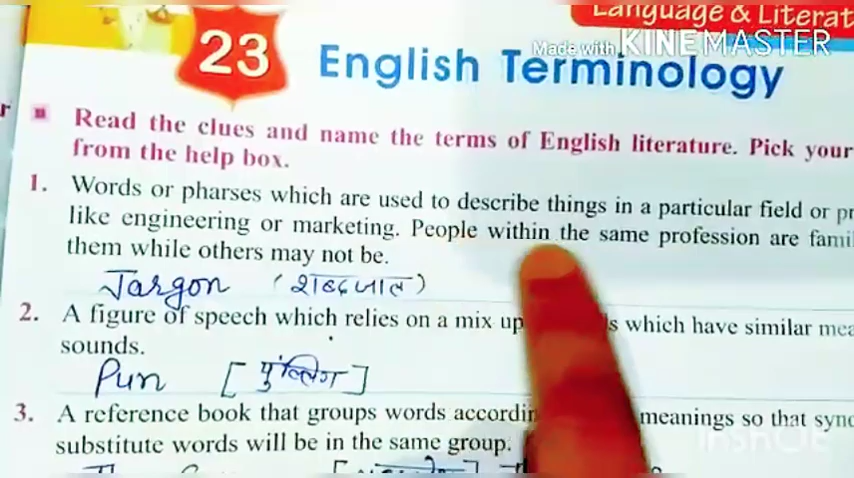 Language & Literat
Made with KINEMASTER
23 English Terminology
Read the clues and name the terms of English literature. Pick your
from the help box.
1. Words or pharses which are used to describe things in a particular field or pr
like engineering or marketing. People within the same profession are famil
them while others may not be.
Jargon (शब्दजाल)
2. A figure of speech which relies on a mix up which have similar mea
sounds.
Pun [पुंल्लिंग]
3. A reference book that groups words accordin meanings so that syno
substitute words will be in the same group.